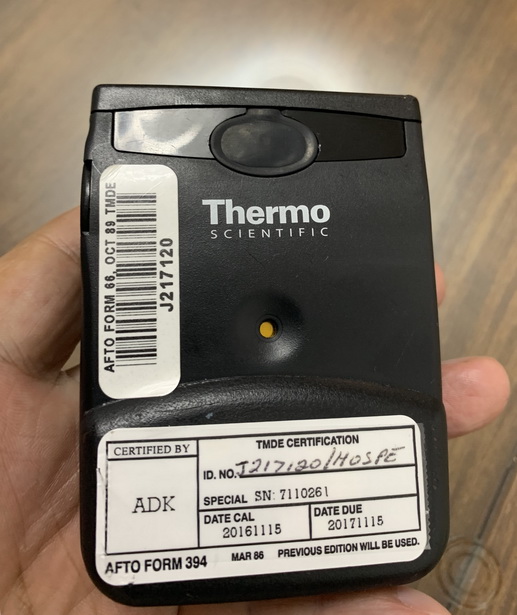 Thermo
SCIENTIFIC
AFTO FORM 66, OCT 89 TMDE
J217120
CERTIFIED BY
ADK
TMDE CERTIFICATION
ID. NO. J217120/HOSPE
SPECIAL SN: 7110261
DATE CAL
20161115
DATE DUE
20171115
AFTO FORM 394 MAR 86 PREVIOUS EDITION WILL BE USED.